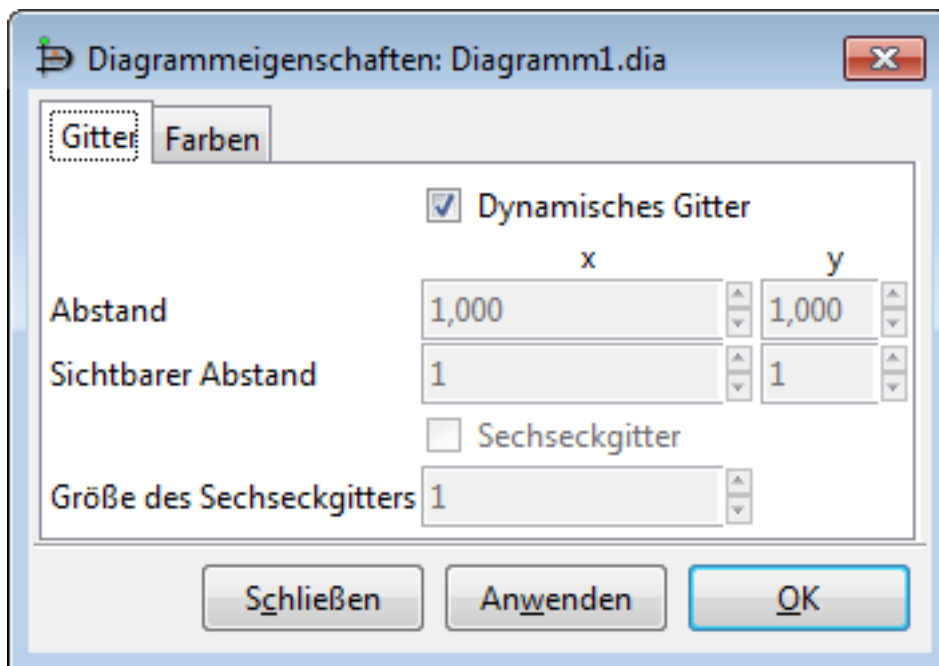 Diagrammeigenschaften: Diagramm1.dia
Gitter Farben
Dynamisches Gitter
x y
Abstand 1,000 1,000
Sichtbarer Abstand 1 1
Sechseckgitter
Größe des Sechseckgitters 1
Schließen Anwenden OK